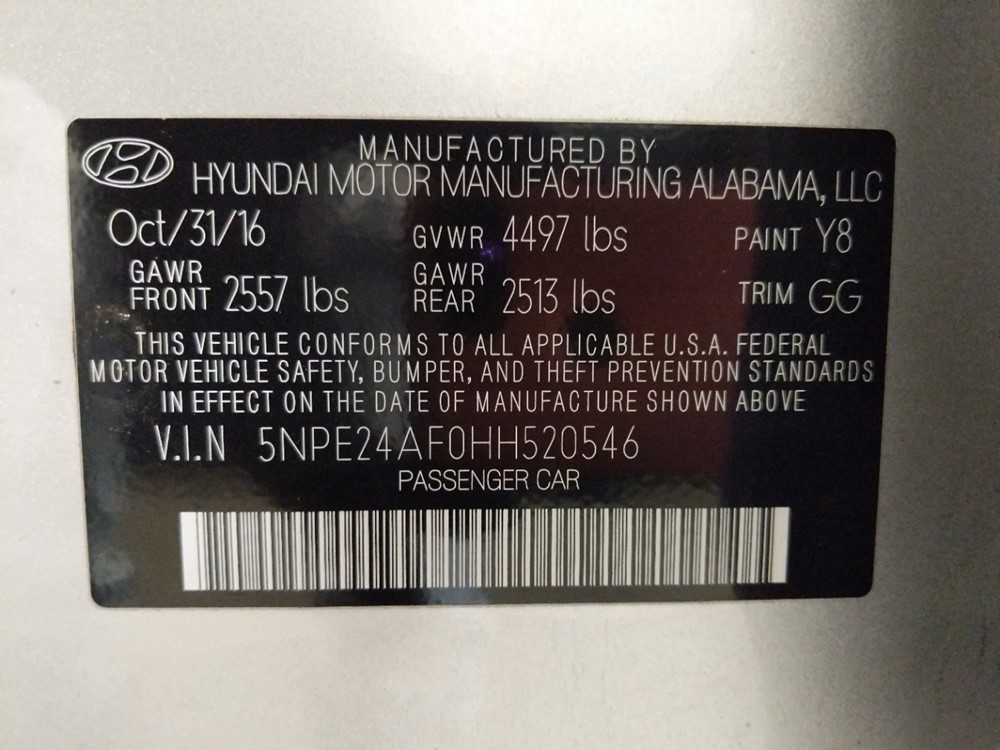 MANUFACTURED BY
HYUNDAI MOTOR MANUFACTURING ALABAMA, LLC
Oct/31/16 GVWR 4497 lbs PAINT Y8
GAWR FRONT 2557 lbs GAWR REAR 2513 lbs TRIM GG
THIS VEHICLE CONFORMS TO ALL APPLICABLE U.S.A. FEDERAL
MOTOR VEHICLE SAFETY, BUMPER, AND THEFT PREVENTION STANDARDS
IN EFFECT ON THE DATE OF MANUFACTURE SHOWN ABOVE
V.I.N 5NPE24AF0HH520546
PASSENGER CAR